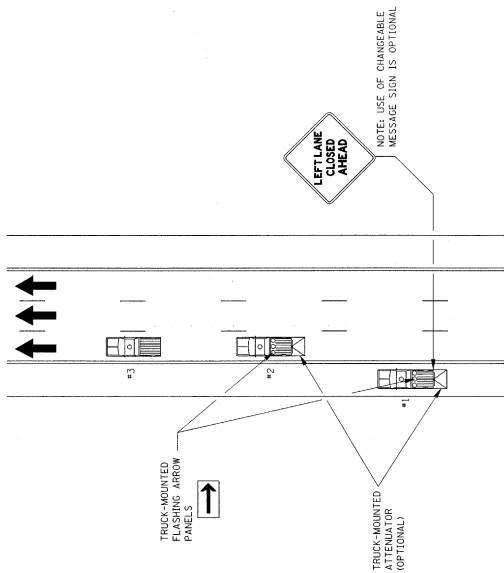 NOTE: USE OF CHANGEABLE
MESSAGE SIGN IS OPTIONAL
LEFT LANE
CLOSED
AHEAD
#3
#2
#1
TRUCK-MOUNTED
FLASHING ARROW
PANELS
TRUCK-MOUNTED
ATTENUATOR
(OPTIONAL)